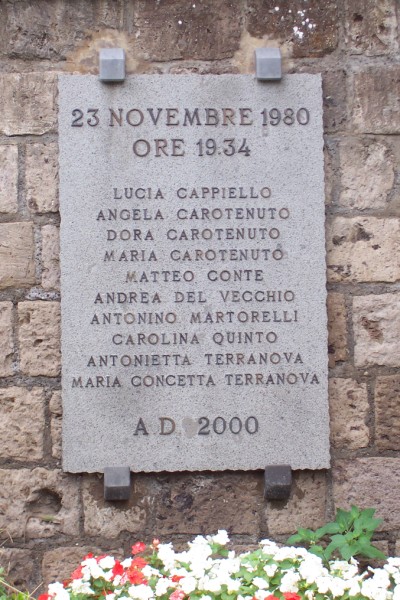 23 NOVEMBRE 1980
ORE 19.34
LUCIA CAPPIELLO
ANGELA CAROTENUTO
DORA CAROTENUTO
MARIA CAROTENUTO
MATTEO CONTE
ANDREA DEL VECCHIO
ANTONINO MARTORELLI
CAROLINA QUINTO
ANTONIETTA TERRANOVA
MARIA CONCETTA TERRANOVA
A.D. 2000